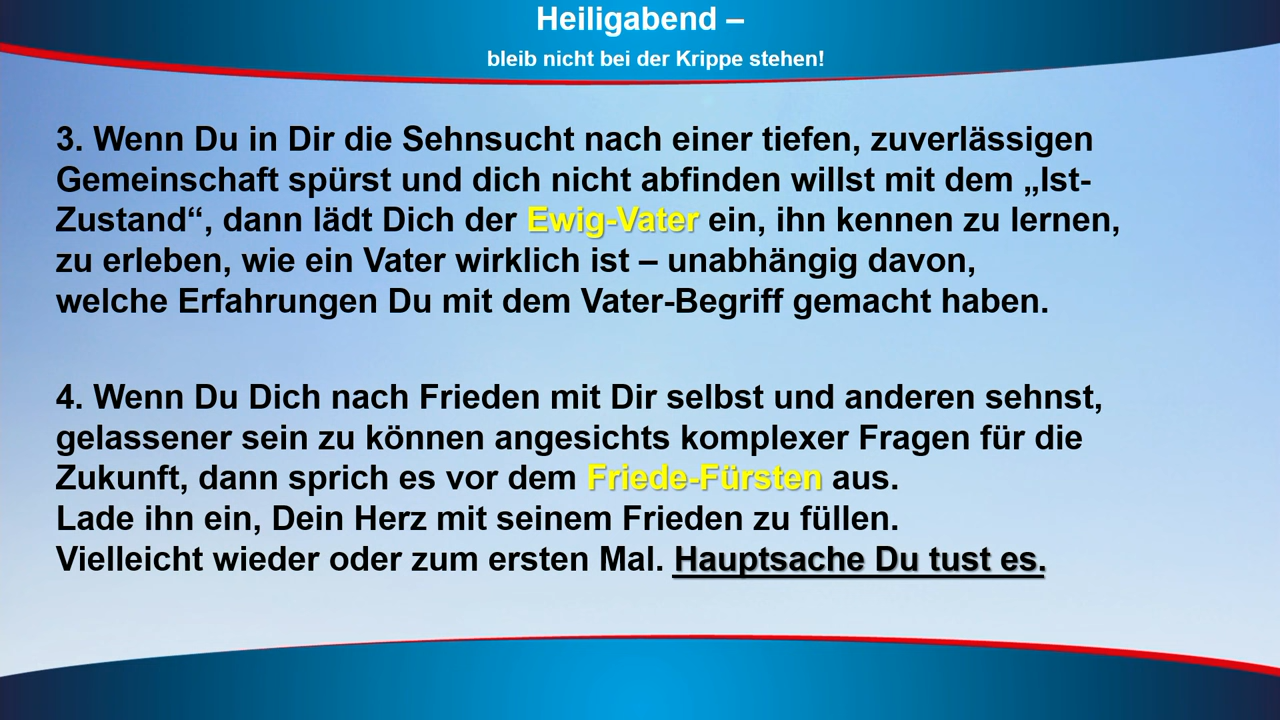 Heiligabend –
bleib nicht bei der Krippe stehen!
3. Wenn Du in Dir die Sehnsucht nach einer tiefen, zuverlässigen
Gemeinschaft spürst und dich nicht abfinden willst mit dem „Ist-
Zustand“, dann lädt Dich der Ewig-Vater ein, ihn kennen zu lernen,
zu erleben, wie ein Vater wirklich ist – unabhängig davon,
welche Erfahrungen Du mit dem Vater-Begriff gemacht haben.
4. Wenn Du Dich nach Frieden mit Dir selbst und anderen sehnst,
gelassener sein zu können angesichts komplexer Fragen für die
Zukunft, dann sprich es vor dem Friede-Fürsten aus.
Lade ihn ein, Dein Herz mit seinem Frieden zu füllen.
Vielleicht wieder oder zum ersten Mal. Hauptsache Du tust es.